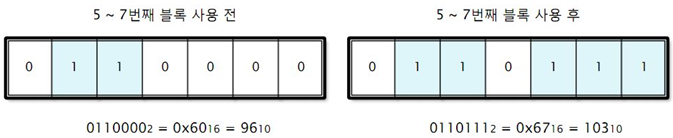 5 ~ 7번째 블록 사용 전
0 1 1 0 0 0 0
0110000₂ = 0x60₁₆ = 96₁₀
5 ~ 7번째 블록 사용 후
0 1 1 0 1 1 1
0110111₂ = 0x67₁₆ = 103₁₀